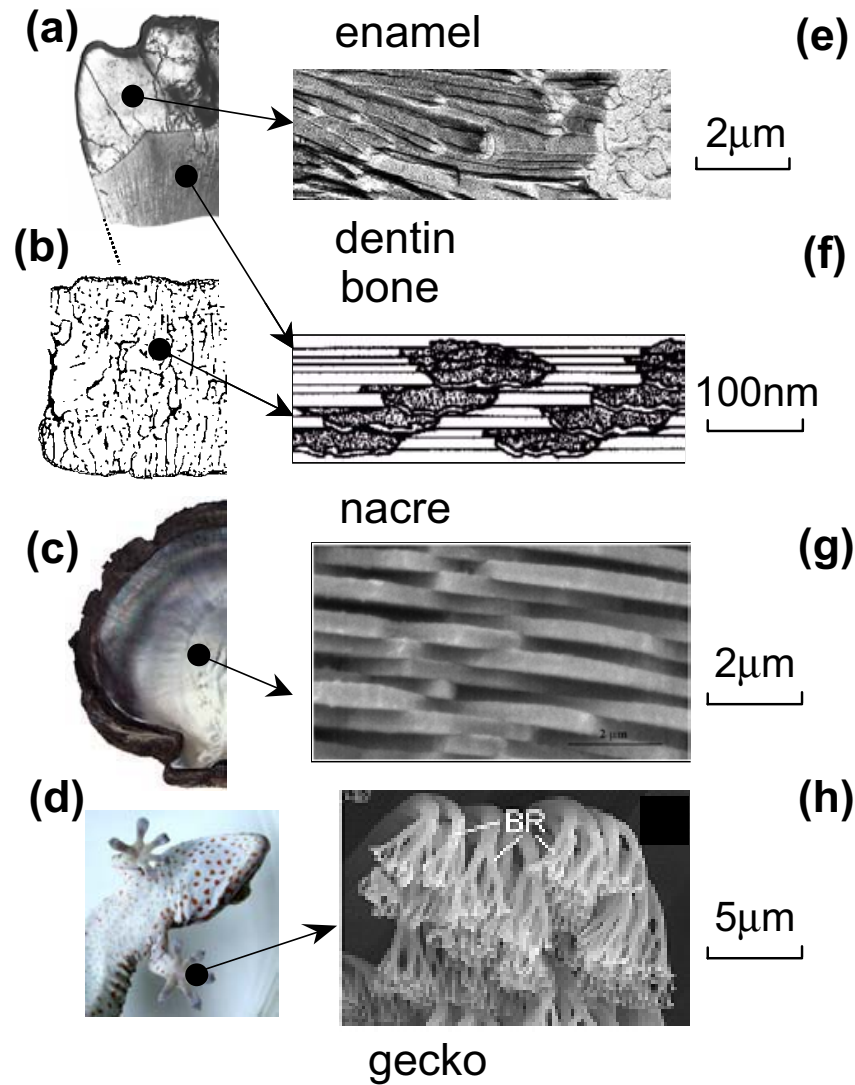 (a)
enamel
(e)
2μm
(b)
dentin
bone
(f)
100nm
(c)
nacre
(g)
2μm
2 μm
(d)
BR
(h)
5μm
gecko